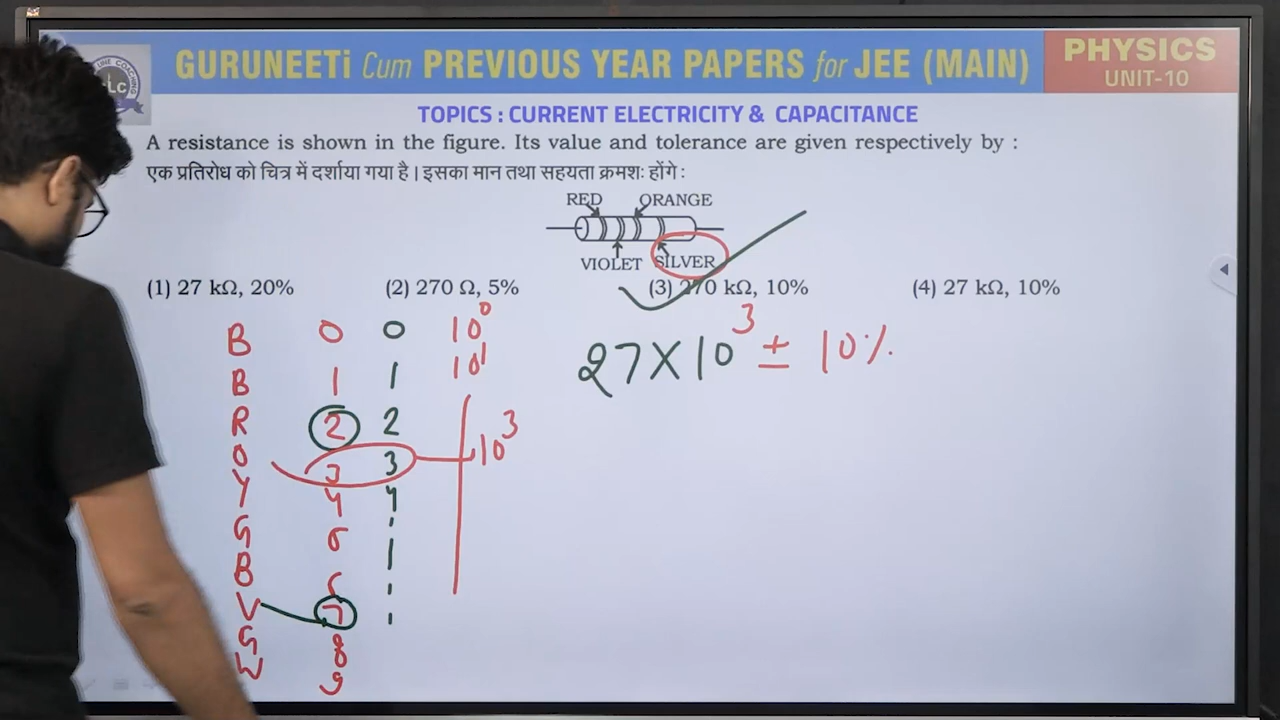 GURUNEETi Cum PREVIOUS YEAR PAPERS for JEE (MAIN)
PHYSICS
UNIT-10
TOPICS : CURRENT ELECTRICITY & CAPACITANCE
A resistance is shown in the figure. Its value and tolerance are given respectively by :
एक प्रतिरोध को चित्र में दर्शाया गया है। इसका मान तथा सहयता क्रमशः होंगे :
RED ORANGE
VIOLET SILVER
(1) 27 kΩ, 20% (2) 270 Ω, 5% (3) 270 kΩ, 10% (4) 27 kΩ, 10%
27 X 10³ ± 10%
B 0 0 10⁰
B 1 1 10¹
R 2 2
O 3 3 10³
Y 4 4
G
B
V 7
G 8
W 9